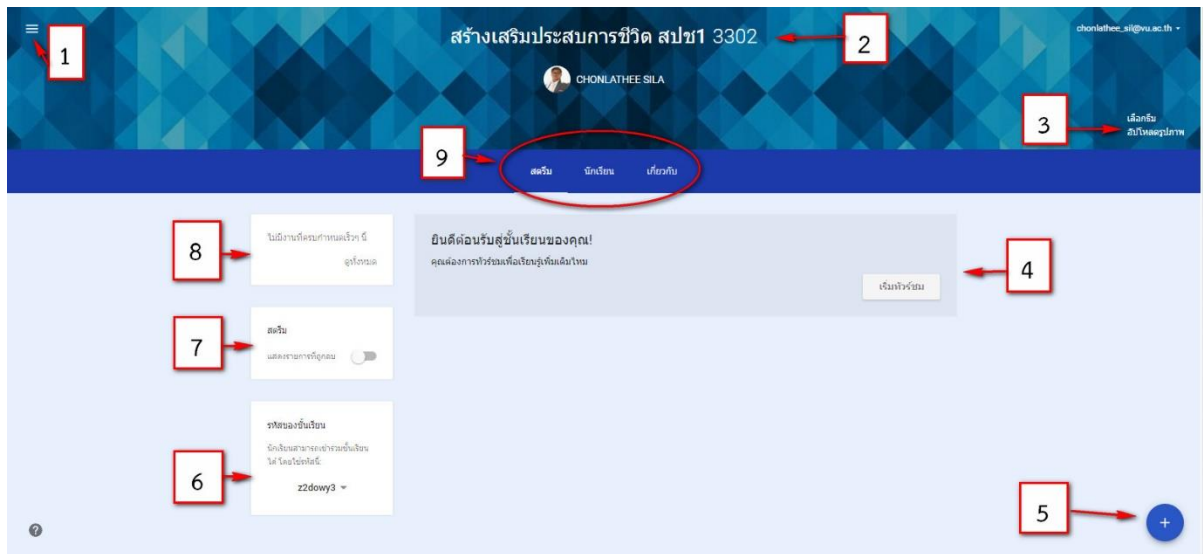 1
สร้างเสริมประสบการชีวิต สปช1 3302
2
chonlathee_sil@vu.ac.th
CHONLATHEE SILA
3
เลือกธีม
อัปโหลดรูปภาพ
9
สตรีม นักเรียน เกี่ยวกับ
8
ไม่มีงานที่ครบกำหนดเร็วๆ นี้
ดูทั้งหมด
ยินดีต้อนรับสู่ชั้นเรียนของคุณ!
คุณต้องการทัวร์ชมเพื่อเรียนรู้เพิ่มเติมไหม
เริ่มทัวร์ชม
4
7
สตรีม
แสดงรายการที่ถูกลบ
6
รหัสของชั้นเรียน
นักเรียนสามารถเข้าร่วมชั้นเรียน
ได้ โดยใช้รหัสนี้:
z2dowy3
5
+
?